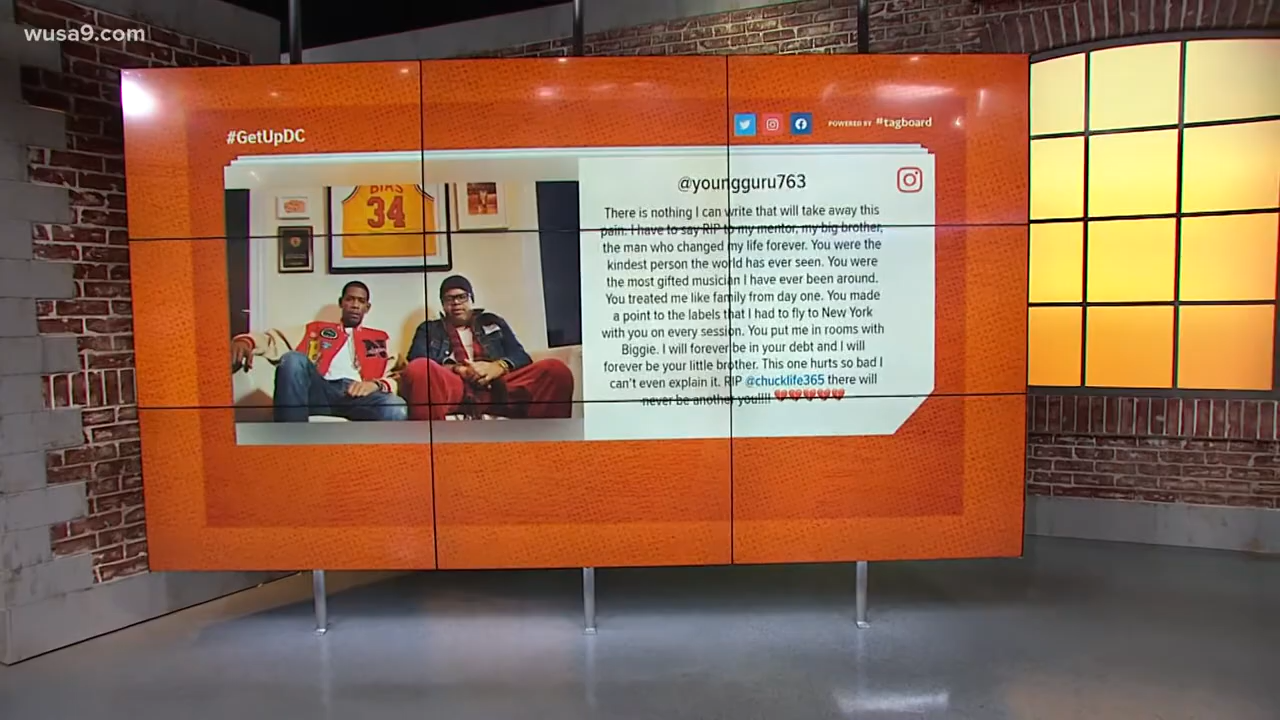 wusa9.com
#GetUpDC
POWERED BY #tagboard
BIAS
34
@youngguru763
There is nothing I can write that will take away this
pain. I have to say RIP to my mentor, my big brother,
the man who changed my life forever. You were the
kindest person the world has ever seen. You were
the most gifted musician I have ever been around.
You treated me like family from day one. You made
a point to the labels that I had to fly to New York
with you on every session. You put me in rooms with
Biggie. I will forever be in your debt and I will
forever be your little brother. This one hurts so bad I
can't even explain it. RIP @chucklife365 there will
never be another you!!!! 💔💔💔💔💔